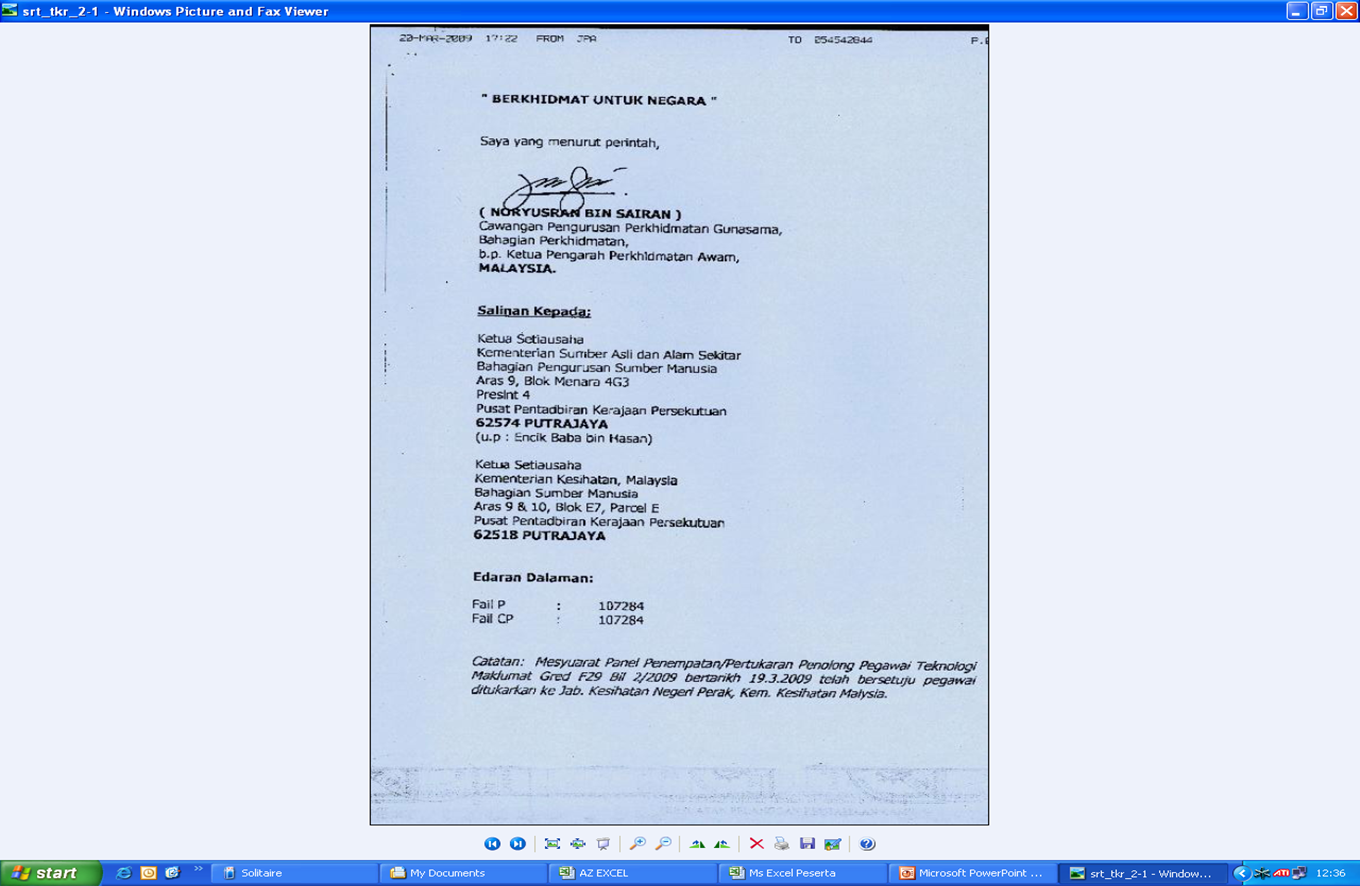 srt_tkr_2-1 - Windows Picture and Fax Viewer
20-MAR-2009 17:22 FROM JPA TO 054542844
" BERKHIDMAT UNTUK NEGARA "
Saya yang menurut perintah,
( NORYUSRAN BIN SAIRAN )
Cawangan Pengurusan Perkhidmatan Gunasama,
Bahagian Perkhidmatan,
b.p. Ketua Pengarah Perkhidmatan Awam,
MALAYSIA.
Salinan Kepada:
Ketua Setiausaha
Kementerian Sumber Asli dan Alam Sekitar
Bahagian Pengurusan Sumber Manusia
Aras 9, Blok Menara 4G3
Presint 4
Pusat Pentadbiran Kerajaan Persekutuan
62574 PUTRAJAYA
(u.p : Encik Baba bin Hasan)
Ketua Setiausaha
Kementerian Kesihatan, Malaysia
Bahagian Sumber Manusia
Aras 9 & 10, Blok E7, Parcel E
Pusat Pentadbiran Kerajaan Persekutuan
62518 PUTRAJAYA
Edaran Dalaman:
Fail P : 107284
Fail CP : 107284
Catatan: Mesyuarat Panel Penempatan/Pertukaran Penolong Pegawai Teknologi
Maklumat Gred F29 Bil 2/2009 bertarikh 19.3.2009 telah bersetuju pegawai
ditukarkan ke Jab. Kesihatan Negeri Perak, Kem. Kesihatan Malysia.
start
Solitaire
My Documents
AZ EXCEL
Ms Excel Peserta
Microsoft PowerPoint ...
srt_tkr_2-1 - Window...
ATI
12:36